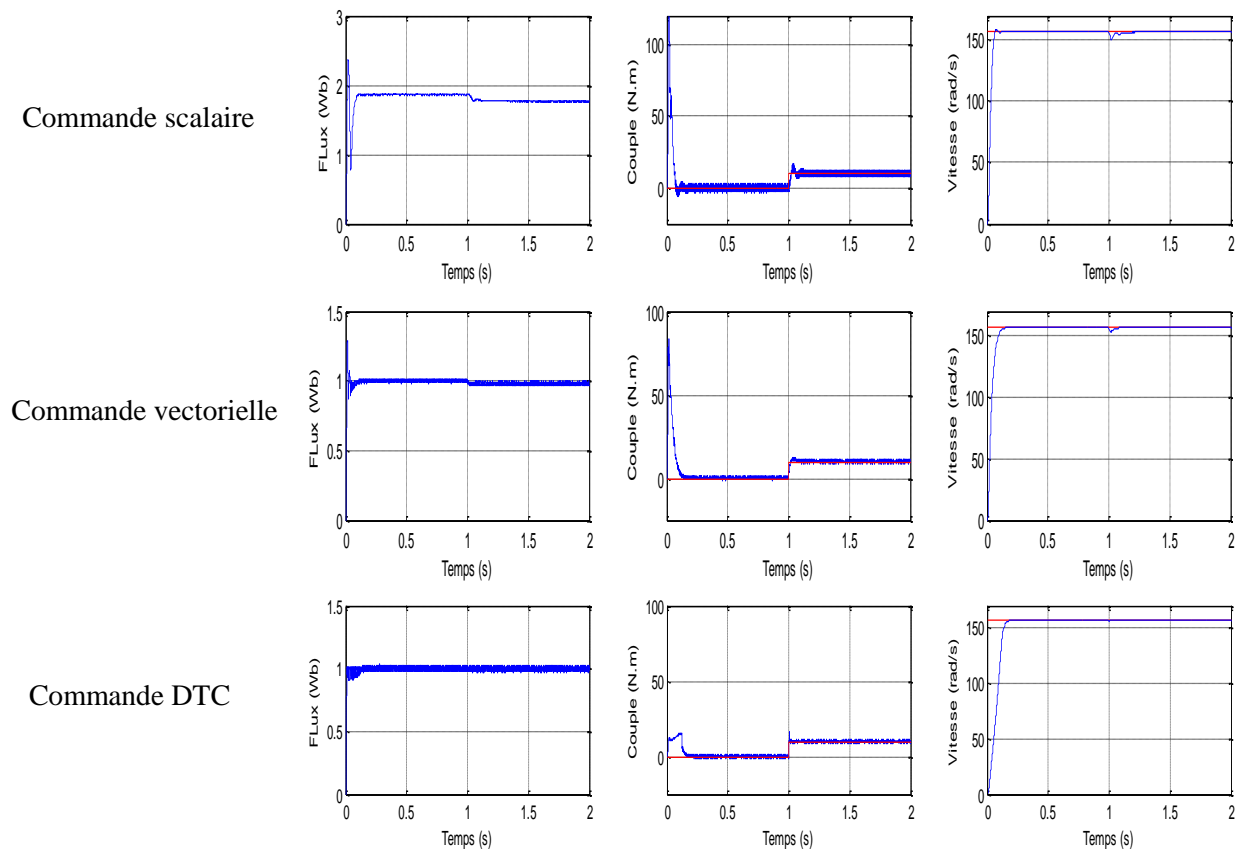 Commande scalaire
FLux (Wb)
3
2
1
0
0 0.5 1 1.5 2
Temps (s)
Couple (N.m)
100
50
0
0 0.5 1 1.5 2
Temps (s)
Vitesse (rad/s)
150
100
50
0
0 0.5 1 1.5 2
Temps (s)
Commande vectorielle
FLux (Wb)
1.5
1
0.5
0
0 0.5 1 1.5 2
Temps (s)
Couple (N.m)
100
50
0
0 0.5 1 1.5 2
Temps (s)
Vitesse (rad/s)
150
100
50
0
0 0.5 1 1.5 2
Temps (s)
Commande DTC
FLux (Wb)
1.5
1
0.5
0
0 0.5 1 1.5 2
Temps (s)
Couple (N.m)
100
50
0
0 0.5 1 1.5 2
Temps (s)
Vitesse (rad/s)
150
100
50
0
0 0.5 1 1.5 2
Temps (s)